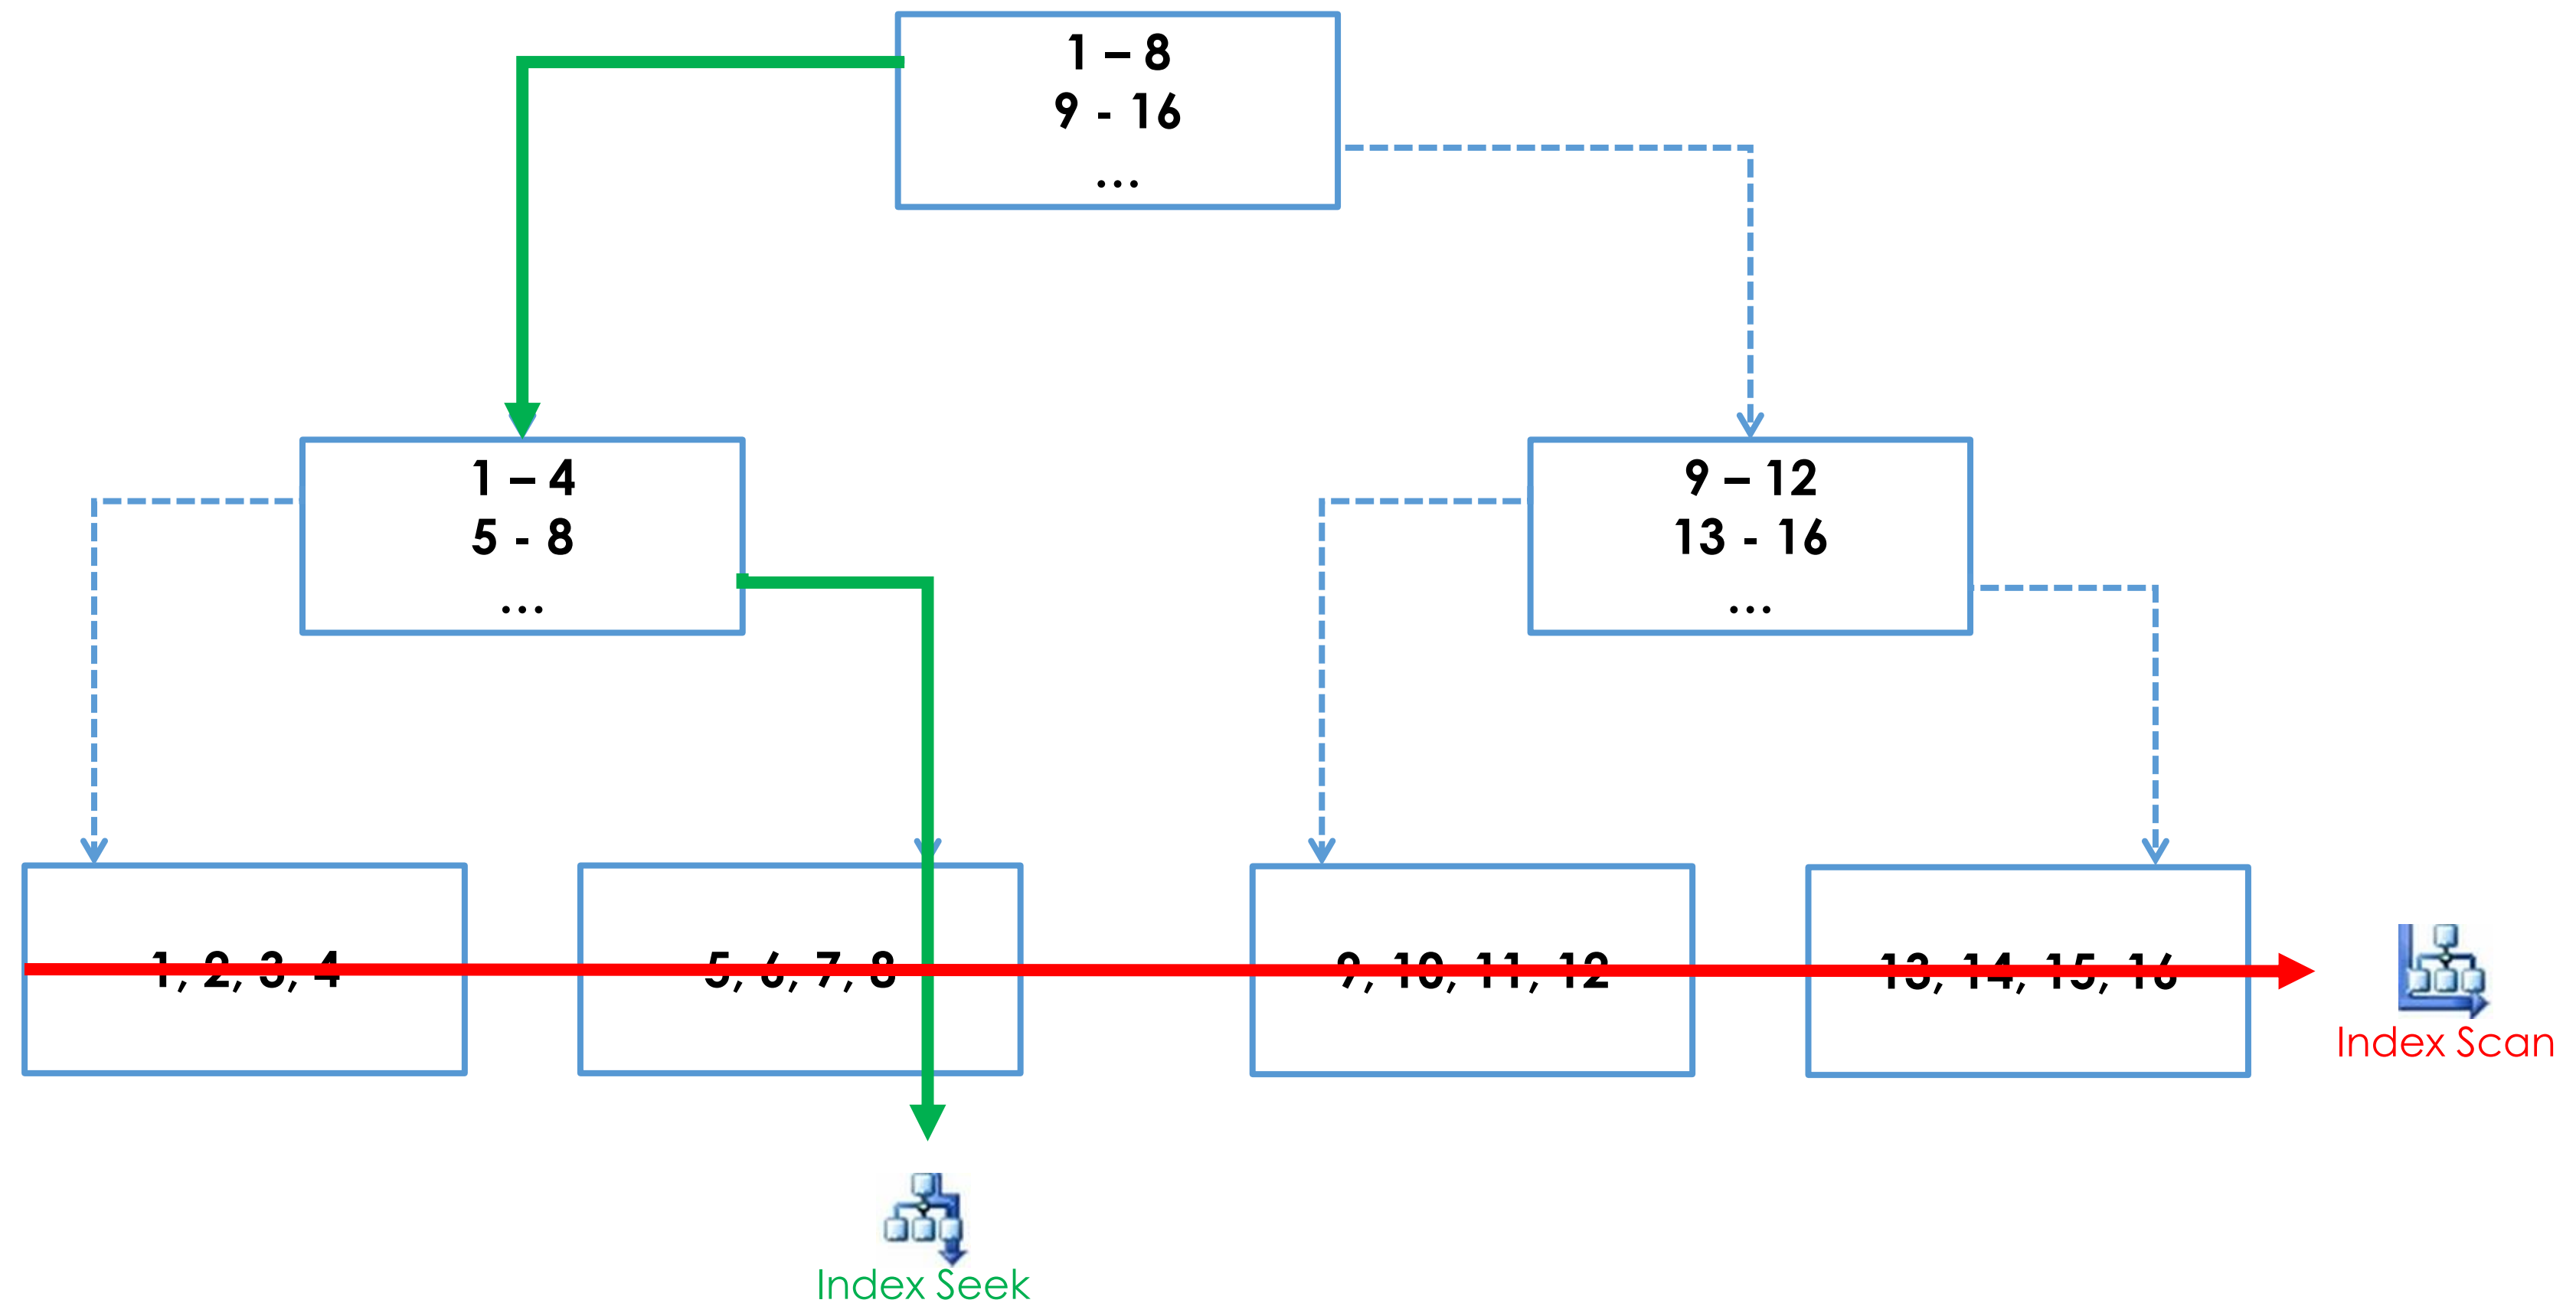 1 – 8
9 - 16
...
1 – 4
5 - 8
...
9 – 12
13 - 16
...
1, 2, 3, 4
5, 6, 7, 8
9, 10, 11, 12
13, 14, 15, 16
Index Scan
Index Seek